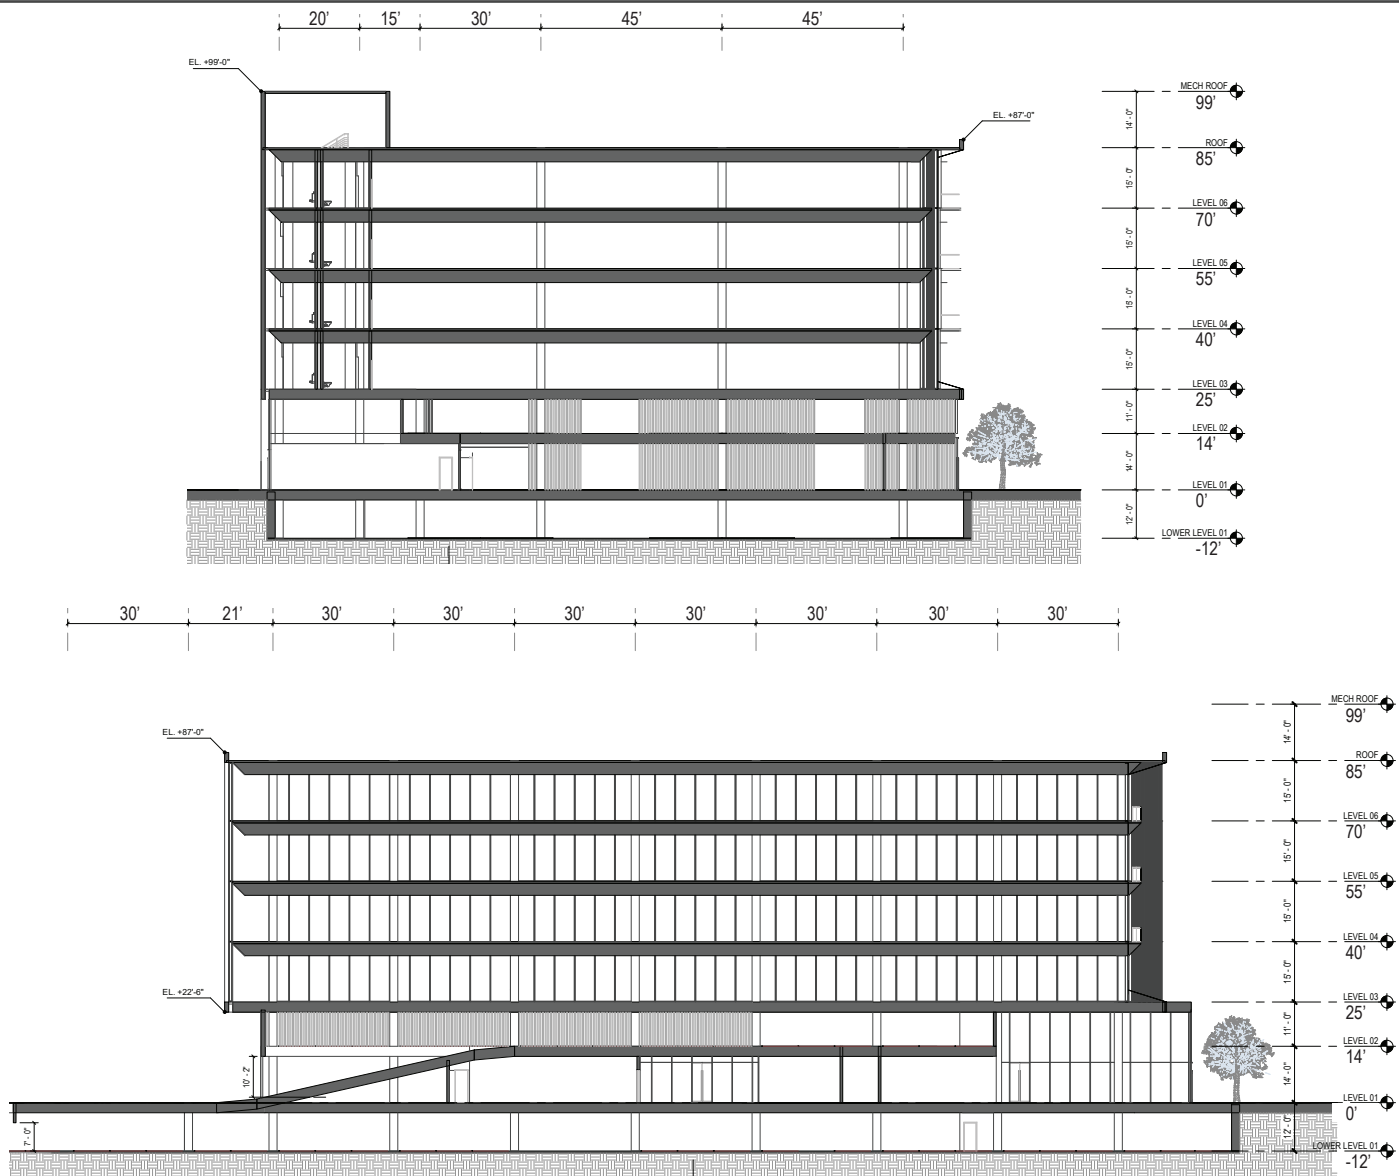 20' 15' 30' 45' 45'
EL. +99'-0"
EL. +87'-0"
MECH ROOF
99'
14' - 0"
ROOF
85'
15' - 0"
LEVEL 06
70'
15' - 0"
LEVEL 05
55'
15' - 0"
LEVEL 04
40'
15' - 0"
LEVEL 03
25'
11' - 0"
LEVEL 02
14'
14' - 0"
LEVEL 01
0'
12' - 0"
LOWER LEVEL 01
-12'
30' 21' 30' 30' 30' 30' 30' 30' 30'
MECH ROOF
99'
14' - 0"
EL. +87'-0"
ROOF
85'
15' - 0"
LEVEL 06
70'
15' - 0"
LEVEL 05
55'
15' - 0"
LEVEL 04
40'
15' - 0"
EL. +22'-6"
LEVEL 03
25'
11' - 0"
LEVEL 02
14'
10' - 2"
14' - 0"
LEVEL 01
0'
7' - 0"
12' - 0"
LOWER LEVEL 01
-12'